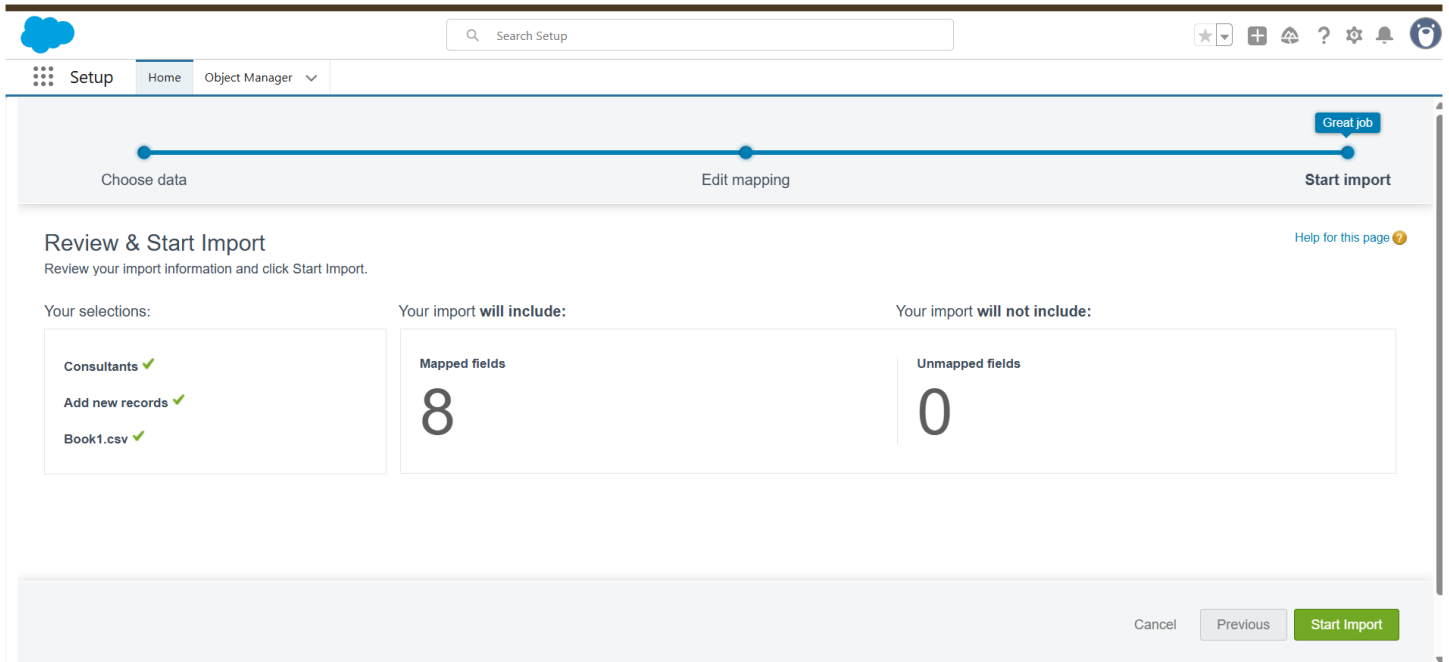 Search Setup
Setup
Home
Object Manager
Great job
Choose data
Edit mapping
Start import
Review & Start Import
Help for this page
Review your import information and click Start Import.
Your selections:
Your import will include:
Your import will not include:
Consultants
Add new records
Book1.csv
Mapped fields
8
Unmapped fields
0
Cancel
Previous
Start Import